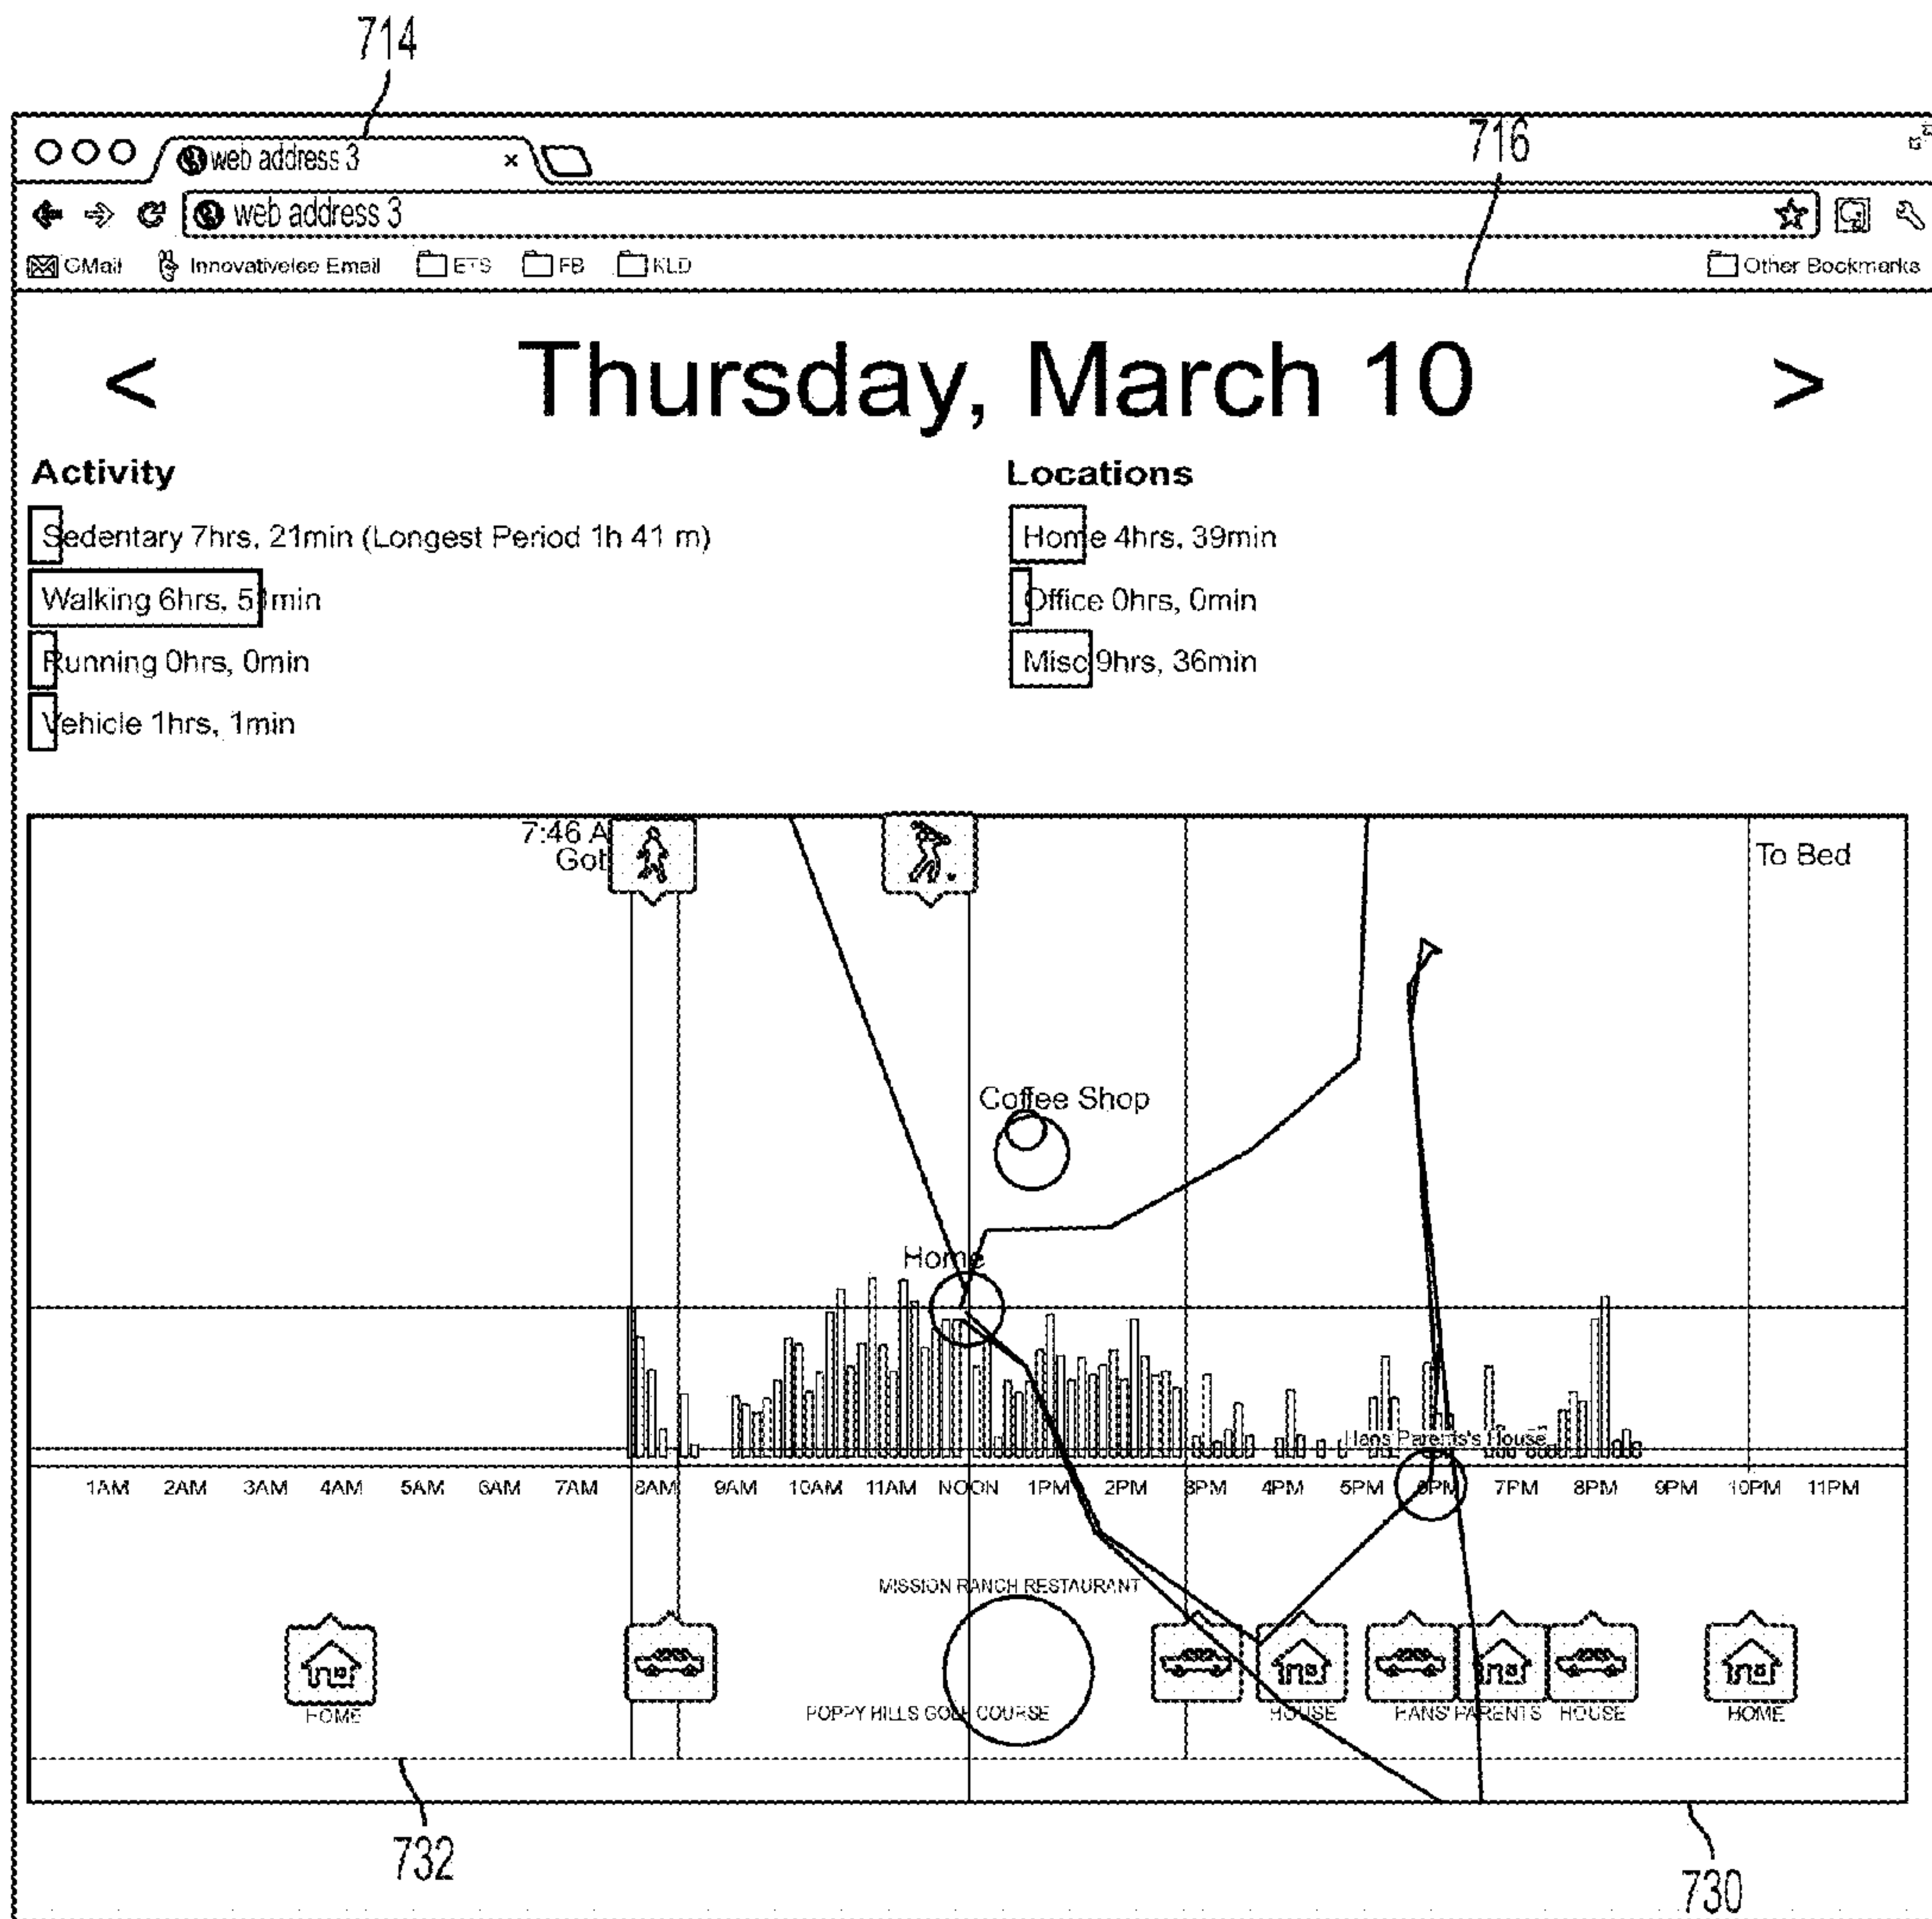 714
716
web address 3 ×
web address 3
GMail Innovativelee Email ETS FB KLD Other Bookmarks
< Thursday, March 10 >
Activity
Sedentary 7hrs, 21min (Longest Period 1h 41 m)
Walking 6hrs, min
Running 0hrs, 0min
Vehicle 1hrs, 1min
Locations
Home 4hrs, 39min
Office 0hrs, 0min
Misc 9hrs, 36min
7:46 A
Got
To Bed
Coffee Shop
Home
Hans Parents's House
1AM 2AM 3AM 4AM 5AM 6AM 7AM 8AM 9AM 10AM 11AM NOON 1PM 2PM 3PM 4PM 5PM 6PM 7PM 8PM 9PM 10PM 11PM
MISSION RANCH RESTAURANT
HOME POPPY HILLS GOLF COURSE HOUSE HANS' PARENTS HOUSE HOME
732
730